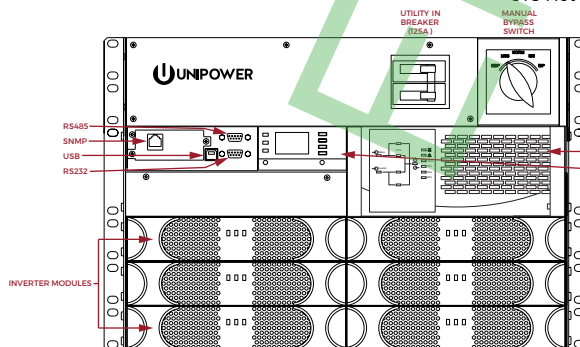 UTILITY IN
BREAKER
(125A )
MANUAL
BYPASS
SWITCH
UNIPOWER
RS485
SNMP
USB
RS232
INVERTER MODULES